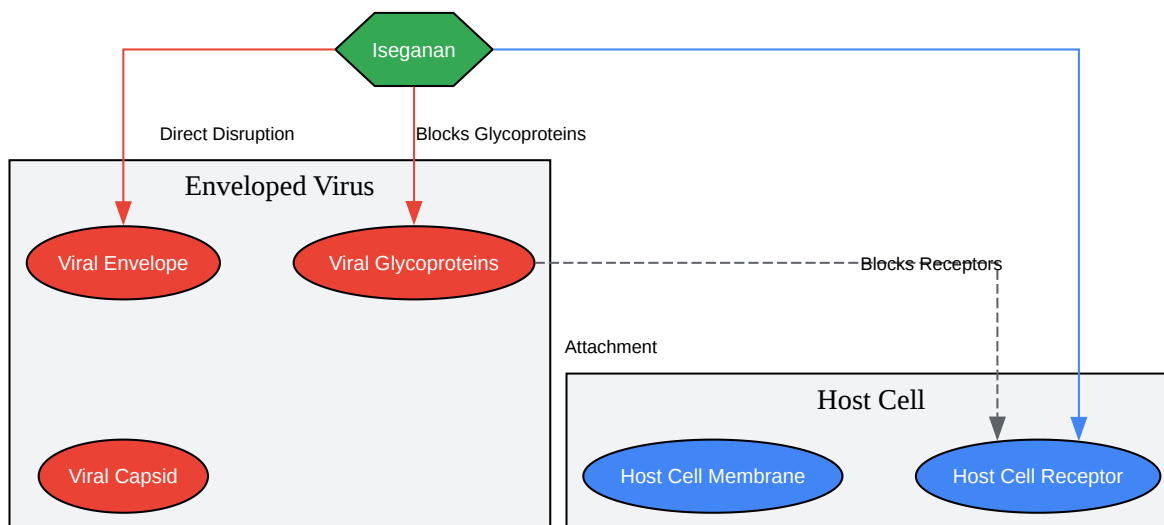 Iseganan
Direct Disruption
Blocks Glycoproteins
Enveloped Virus
Viral Envelope
Viral Glycoproteins
Blocks Receptors
Attachment
Host Cell
Viral Capsid
Host Cell Membrane
Host Cell Receptor